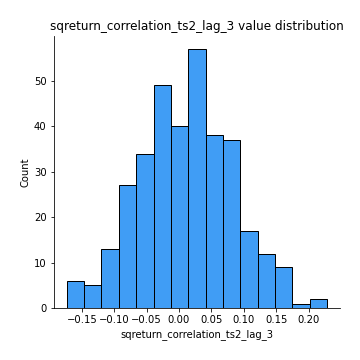 sqreturn_correlation_ts2_lag_3 value distribution
50
40
30
20
10
0
Count
−0.15 −0.10 −0.05 0.00 0.05 0.10 0.15 0.20
sqreturn_correlation_ts2_lag_3